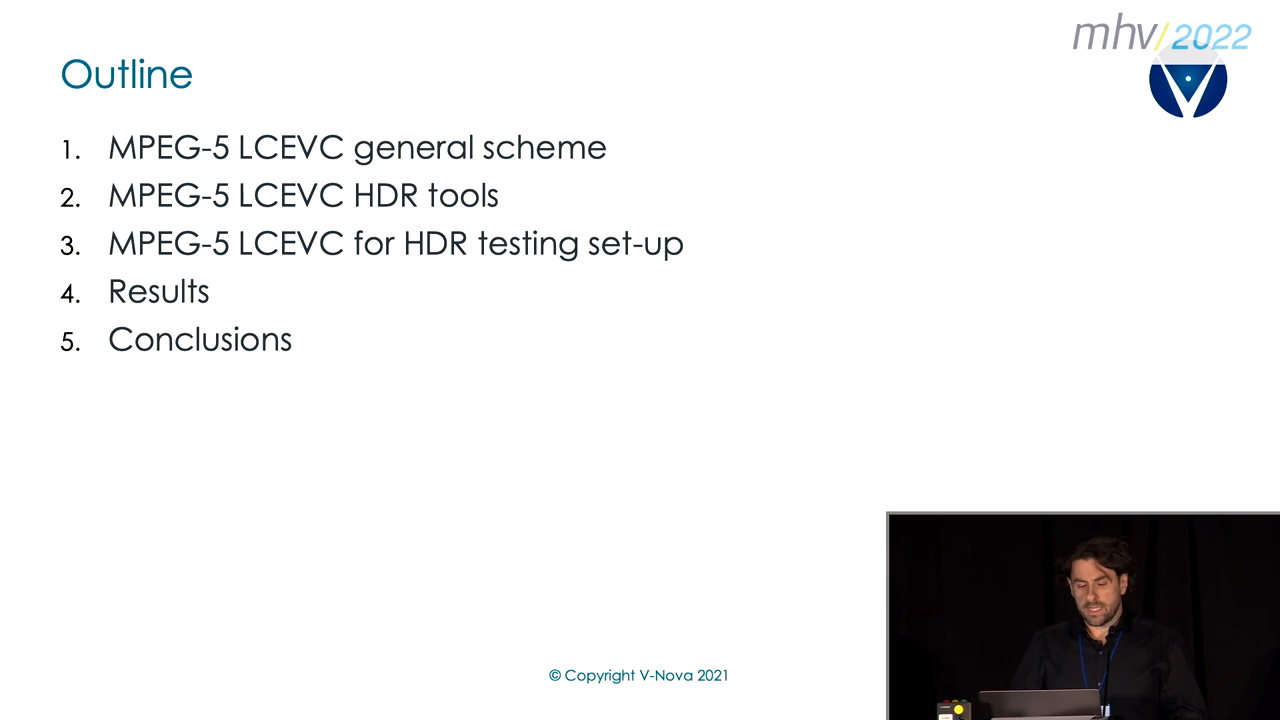 mhv/2022
Outline
1. MPEG-5 LCEVC general scheme
2. MPEG-5 LCEVC HDR tools
3. MPEG-5 LCEVC for HDR testing set-up
4. Results
5. Conclusions
© Copyright V-Nova 2021